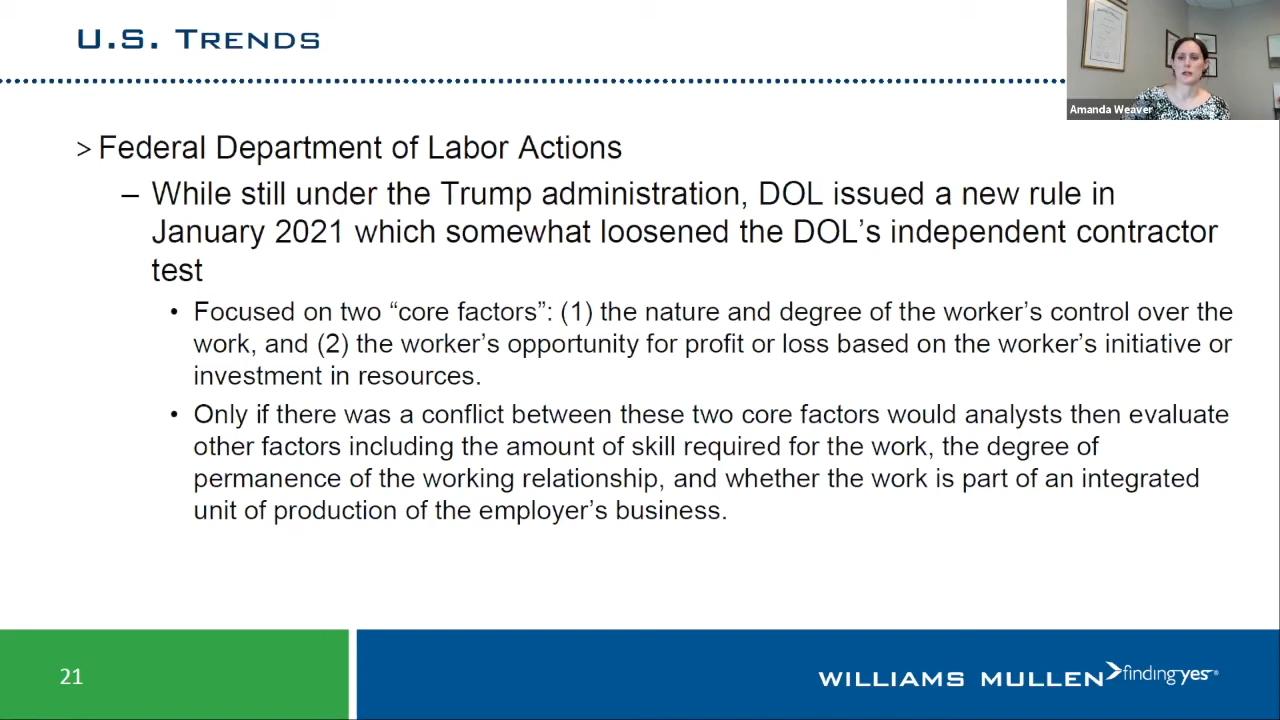 U.S. TRENDS
Amanda Weaver
> Federal Department of Labor Actions
– While still under the Trump administration, DOL issued a new rule in
January 2021 which somewhat loosened the DOL’s independent contractor
test
• Focused on two “core factors”: (1) the nature and degree of the worker’s control over the
work, and (2) the worker’s opportunity for profit or loss based on the worker’s initiative or
investment in resources.
• Only if there was a conflict between these two core factors would analysts then evaluate
other factors including the amount of skill required for the work, the degree of
permanence of the working relationship, and whether the work is part of an integrated
unit of production of the employer’s business.
21
WILLIAMS MULLEN findingyes®